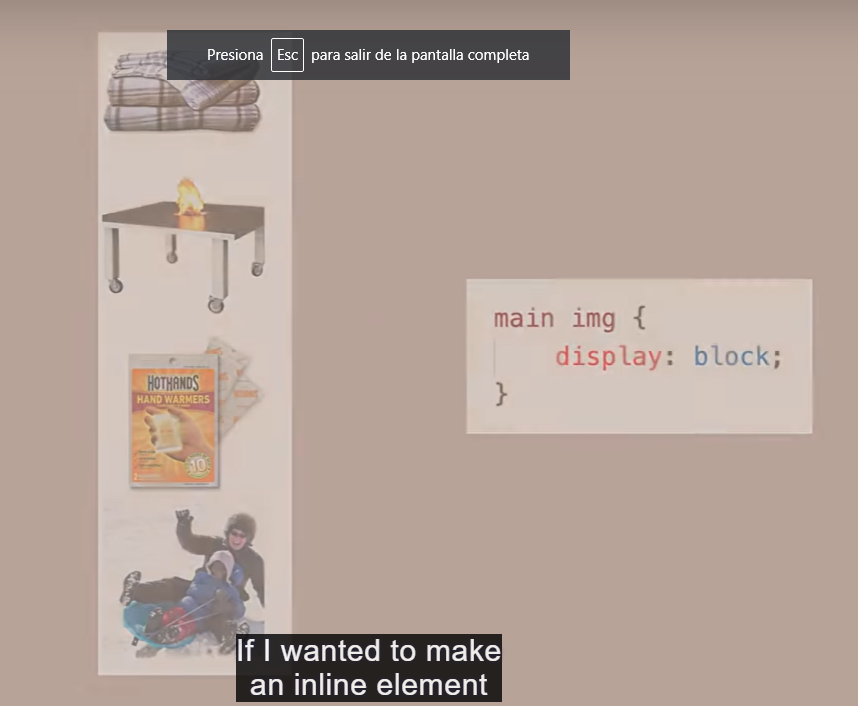 Presiona Esc para salir de la pantalla completa
main img {
display: block;
}
HOTHANDS
HAND WARMERS
10
If I wanted to make
an inline element